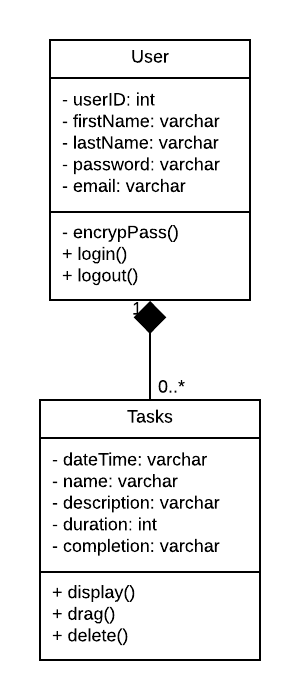 User
- userID: int
- firstName: varchar
- lastName: varchar
- password: varchar
- email: varchar
- encrypPass()
+ login()
+ logout()
1
0..*
Tasks
- dateTime: varchar
- name: varchar
- description: varchar
- duration: int
- completion: varchar
+ display()
+ drag()
+ delete()